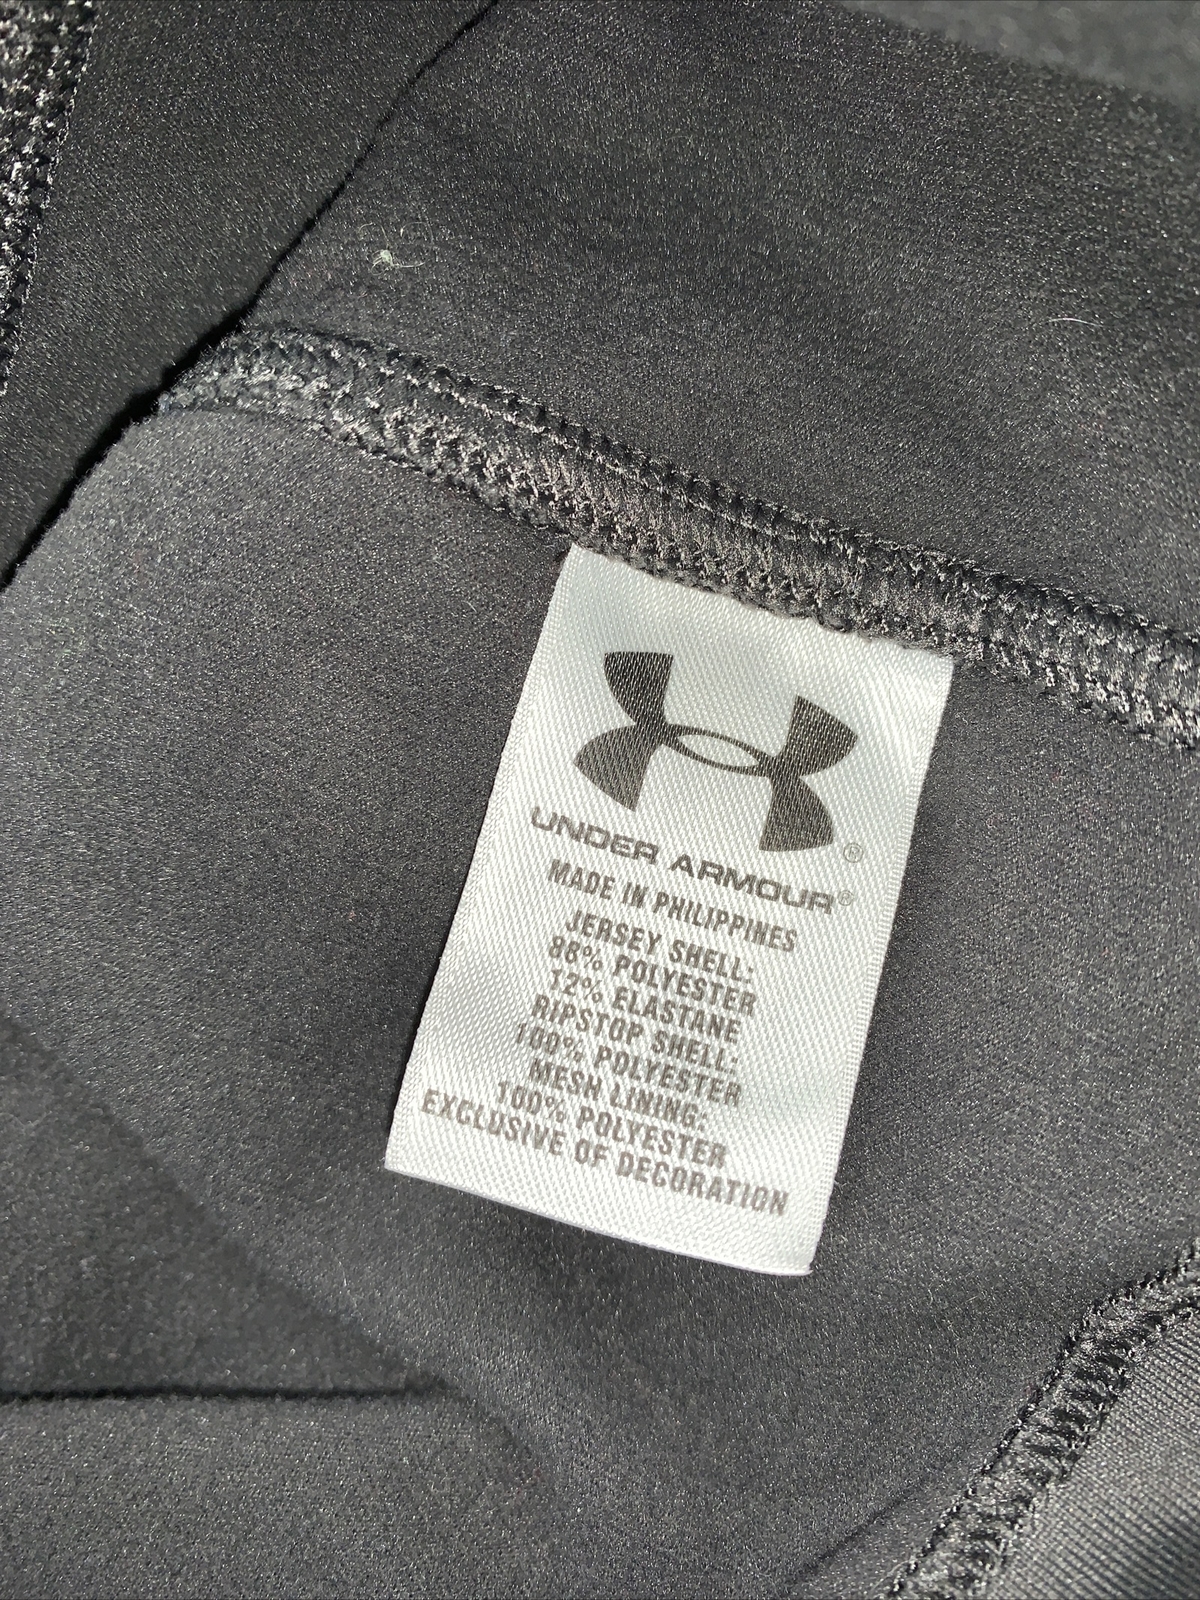 ®
UNDER ARMOUR®
MADE IN PHILIPPINES
JERSEY SHELL:
88% POLYESTER
12% ELASTANE
RIPSTOP SHELL:
100% POLYESTER
MESH LINING:
100% POLYESTER
EXCLUSIVE OF DECORATION